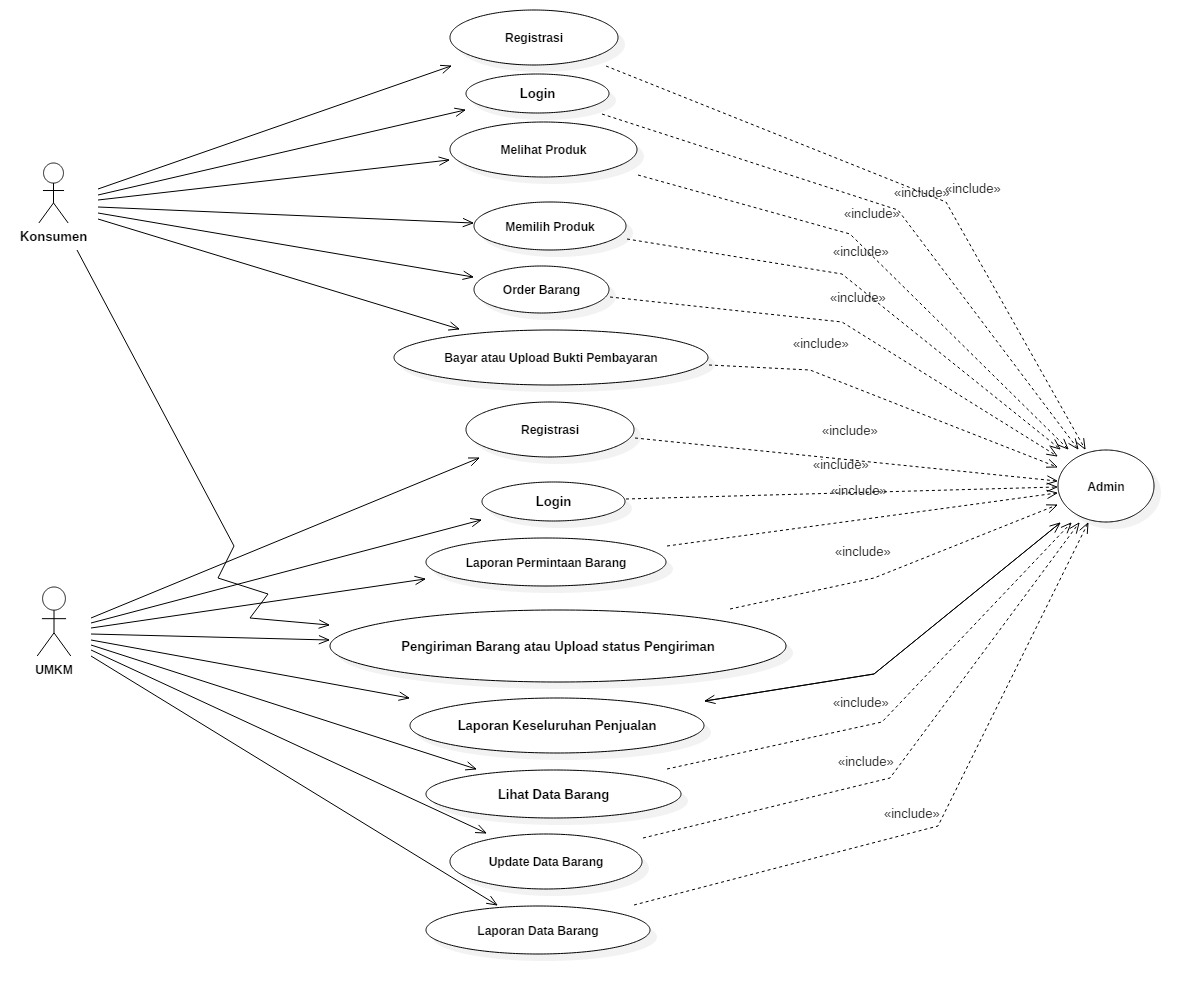 Registrasi
Login
Melihat Produk
«include»
«include»
«include»
Konsumen
Memilih Produk
«include»
Order Barang
«include»
«include»
Bayar atau Upload Bukti Pembayaran
Registrasi
«include»
«include»
Admin
«include»
Login
«include»
Laporan Permintaan Barang
Pengiriman Barang atau Upload status Pengiriman
UMKM
«include»
Laporan Keseluruhan Penjualan
«include»
Lihat Data Barang
«include»
Update Data Barang
Laporan Data Barang